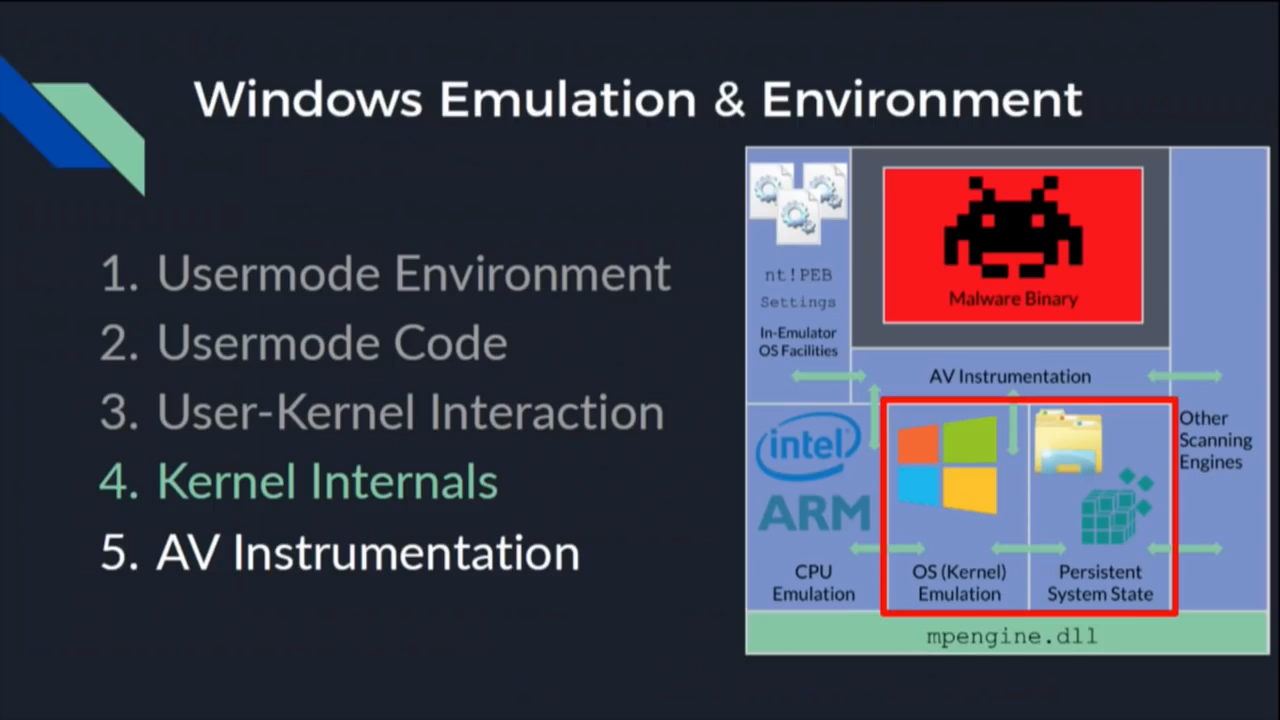 Windows Emulation & Environment
1. Usermode Environment
2. Usermode Code
3. User-Kernel Interaction
4. Kernel Internals
5. AV Instrumentation
nt!PEB
Settings
In-Emulator
OS Facilities
Malware Binary
AV Instrumentation
Other
Scanning
Engines
intel
ARM
CPU
Emulation
OS (Kernel)
Emulation
Persistent
System State
mpengine.dll